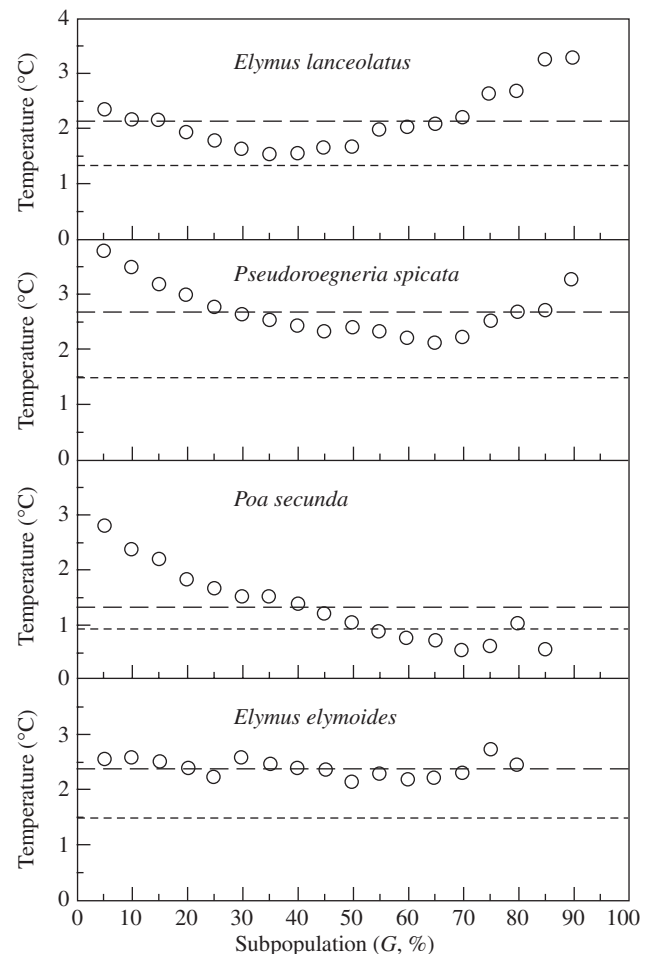 4
3
2
1
0
Temperature (°C)
Elymus lanceolatus
3
2
1
0
Temperature (°C)
Pseudoroegneria spicata
3
2
1
0
Temperature (°C)
Poa secunda
3
2
1
0
Temperature (°C)
Elymus elymoides
0 10 20 30 40 50 60 70 80 90 100
Subpopulation (G, %)